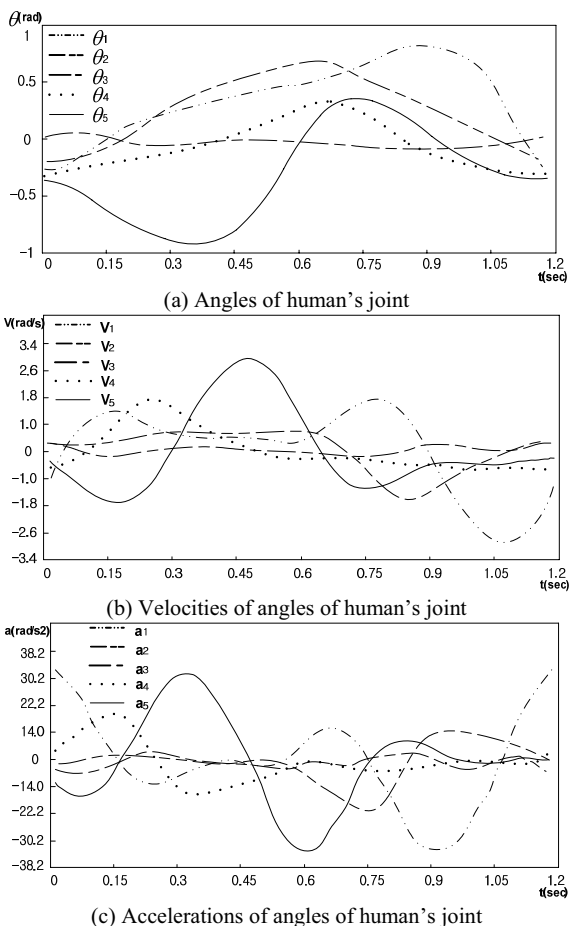 θ(rad)
1
0.5
0
−0.5
−1
θ1
θ2
θ3
θ4
θ5
0 0.15 0.3 0.45 0.6 0.75 0.9 1.05 1.2
t(sec)
(a) Angles of human's joint
V(rad/s)
3.4
2.6
1.8
1.0
0
−1.0
−1.8
−2.6
−3.4
V1
V2
V3
V4
V5
0 0.15 0.3 0.45 0.6 0.75 0.9 1.05 1.2
t(sec)
(b) Velocities of angles of human's joint
a(rad/s2)
38.2
30.2
22.2
14.0
0
−14.0
−22.2
−30.2
−38.2
a1
a2
a3
a4
a5
0 0.15 0.3 0.45 0.6 0.75 0.9 1.05 1.2
t(sec)
(c) Accelerations of angles of human's joint